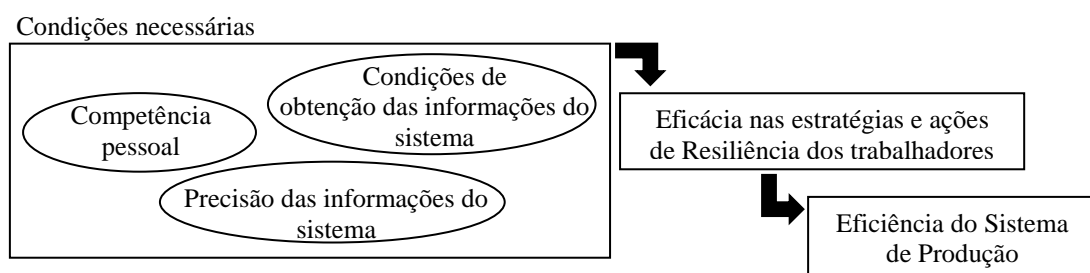 Condições necessárias
Condições de
obtenção das informações do
sistema
Competência
pessoal
Precisão das informações do
sistema
Eficácia nas estratégias e ações
de Resiliência dos trabalhadores
Eficiência do Sistema
de Produção